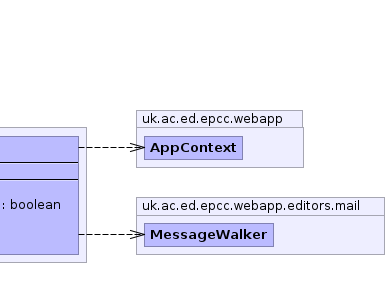 uk.ac.ed.epcc.webapp
AppContext
: boolean
uk.ac.ed.epcc.webapp.editors.mail
MessageWalker